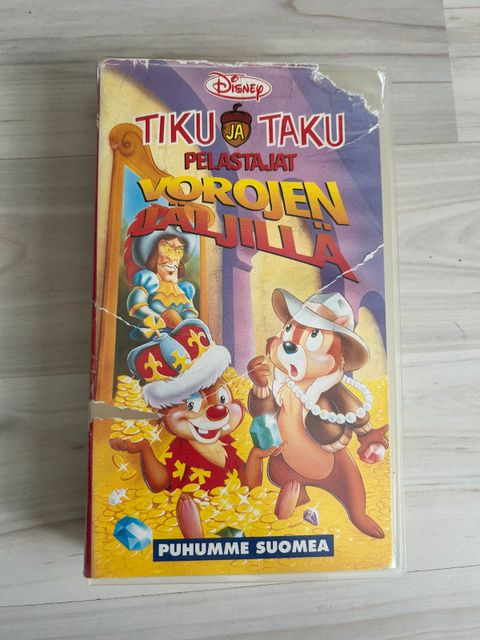 Disney
TIKU JA TAKU
PELASTAJAT
VOROJEN
JÄLJILLÄ
PUHUMME SUOMEA